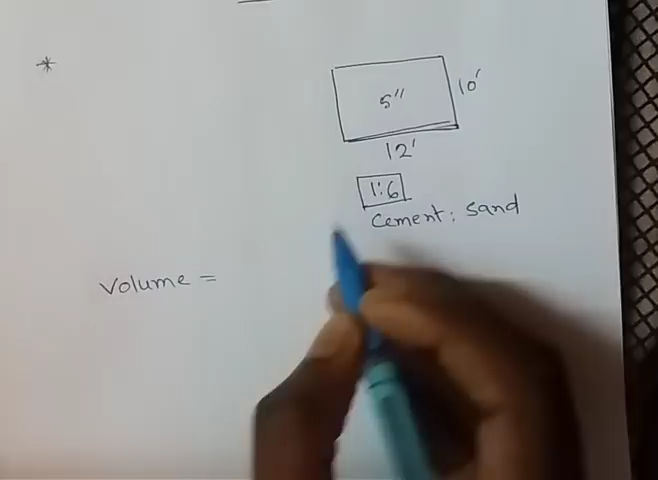 *
5"
10'
12'
1:6
Cement: Sand
Volume =